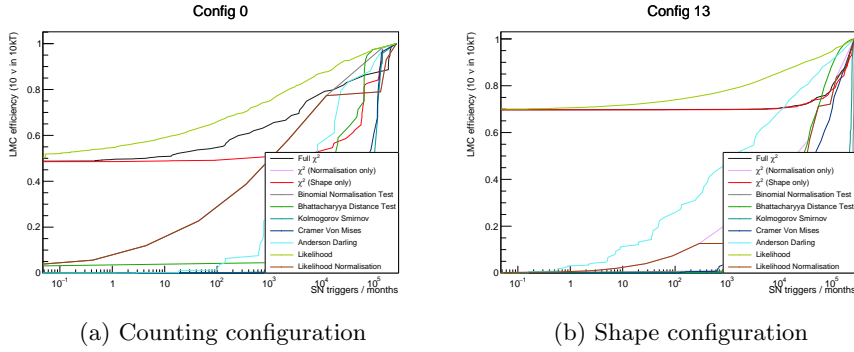 Config 0
LMC efficiency (10 ν in 10kT)
1
0.8
0.6
0.4
0.2
0
Full χ²
χ² (Normalisation only)
χ² (Shape only)
Binomial Normalisation Test
Bhattacharya Distance Test
Kolmogorov Smirnov
Cramer Von Mises
Anderson Darling
Likelihood
Likelihood Normalisation
10⁻¹ 1 10 10² 10³ 10⁴ 10⁵
SN triggers / months
(a) Counting configuration
Config 13
LMC efficiency (10 ν in 10kT)
1
0.8
0.6
0.4
0.2
0
Full χ²
χ² (Normalisation only)
χ² (Shape only)
Binomial Normalisation Test
Bhattacharya Distance Test
Kolmogorov Smirnov
Cramer Von Mises
Anderson Darling
Likelihood
Likelihood Normalisation
10⁻¹ 1 10 10² 10³ 10⁴ 10⁵
SN triggers / months
(b) Shape configuration